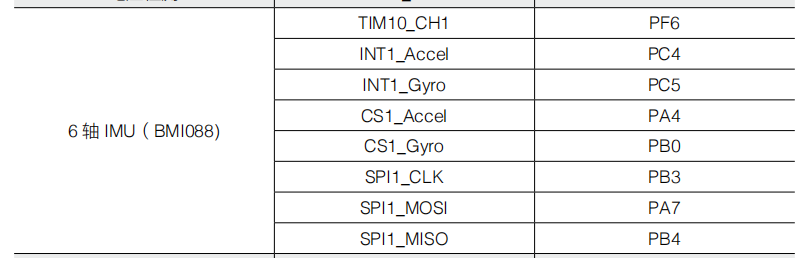 TIM10_CH1 PF6
INT1_Accel PC4
INT1_Gyro PC5
CS1_Accel PA4
6 轴 IMU（BMI088) CS1_Gyro PB0
SPI1_CLK PB3
SPI1_MOSI PA7
SPI1_MISO PB4